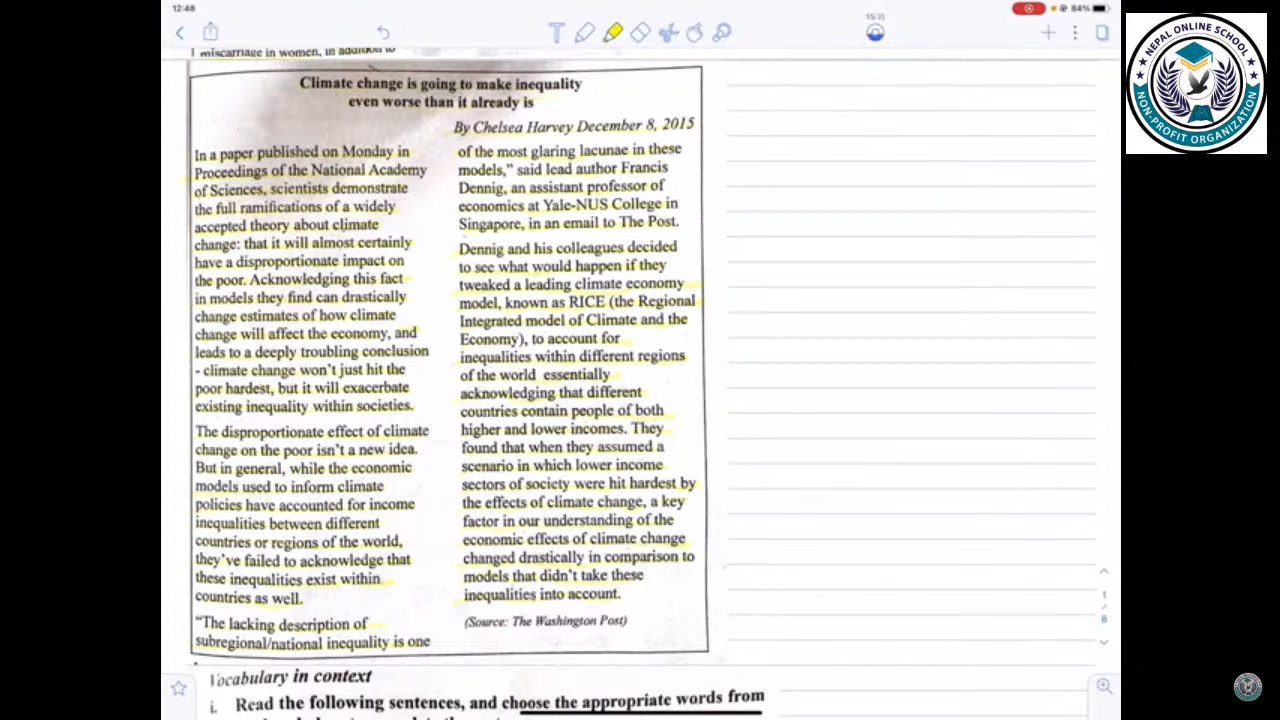 12:48
15:31
84%
NEPAL ONLINE SCHOOL
NON-PROFIT ORGANIZATION
miscarriage in women, in addition to
Climate change is going to make inequality
even worse than it already is
By Chelsea Harvey December 8, 2015
In a paper published on Monday in
Proceedings of the National Academy
of Sciences, scientists demonstrate
the full ramifications of a widely
accepted theory about climate
change: that it will almost certainly
have a disproportionate impact on
the poor. Acknowledging this fact
in models they find can drastically
change estimates of how climate
change will affect the economy, and
leads to a deeply troubling conclusion
- climate change won't just hit the
poor hardest, but it will exacerbate
existing inequality within societies.
The disproportionate effect of climate
change on the poor isn't a new idea.
But in general, while the economic
models used to inform climate
policies have accounted for income
inequalities between different
countries or regions of the world,
they've failed to acknowledge that
these inequalities exist within
countries as well.
"The lacking description of
subregional/national inequality is one
of the most glaring lacunae in these
models," said lead author Francis
Dennig, an assistant professor of
economics at Yale-NUS College in
Singapore, in an email to The Post.
Dennig and his colleagues decided
to see what would happen if they
tweaked a leading climate economy
model, known as RICE (the Regional
Integrated model of Climate and the
Economy), to account for
inequalities within different regions
of the world essentially
acknowledging that different
countries contain people of both
higher and lower incomes. They
found that when they assumed a
scenario in which lower income
sectors of society were hit hardest by
the effects of climate change, a key
factor in our understanding of the
economic effects of climate change
changed drastically in comparison to
models that didn't take these
inequalities into account.
(Source: The Washington Post)
Vocabulary in context
i. Read the following sentences, and choose the appropriate words from
1
/
8